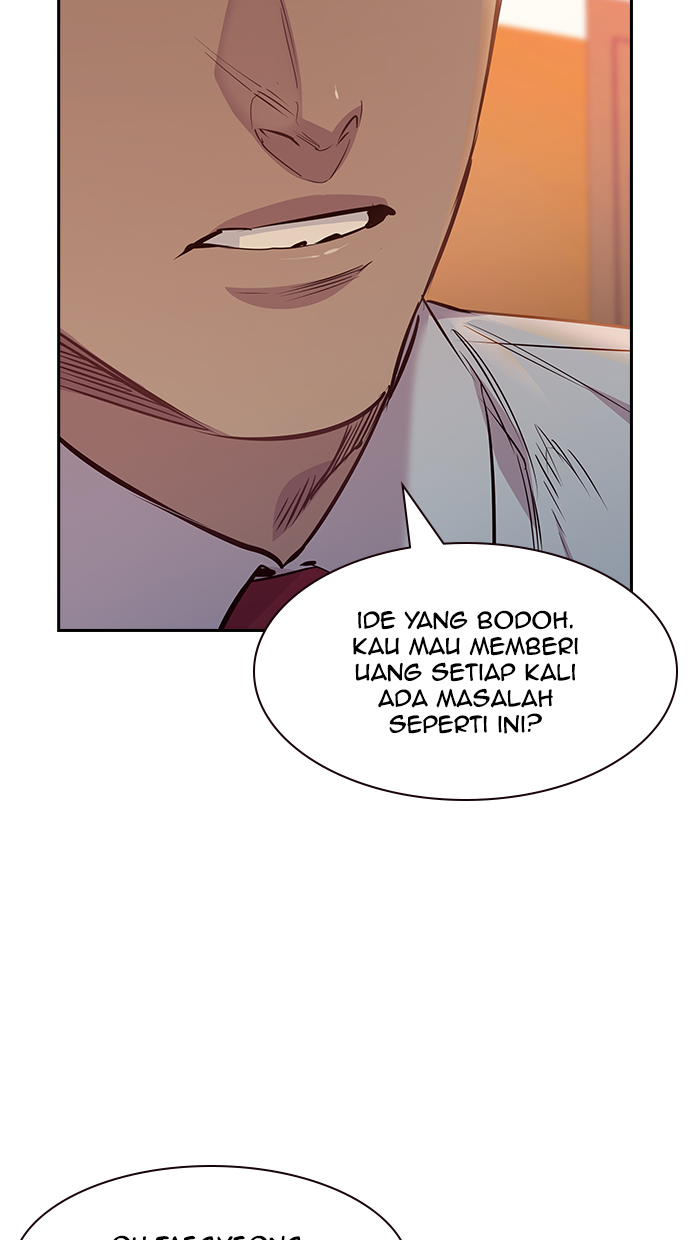 IDE YANG BODOH.
KAU MAU MEMBERI
UANG SETIAP KALI
ADA MASALAH
SEPERTI INI?